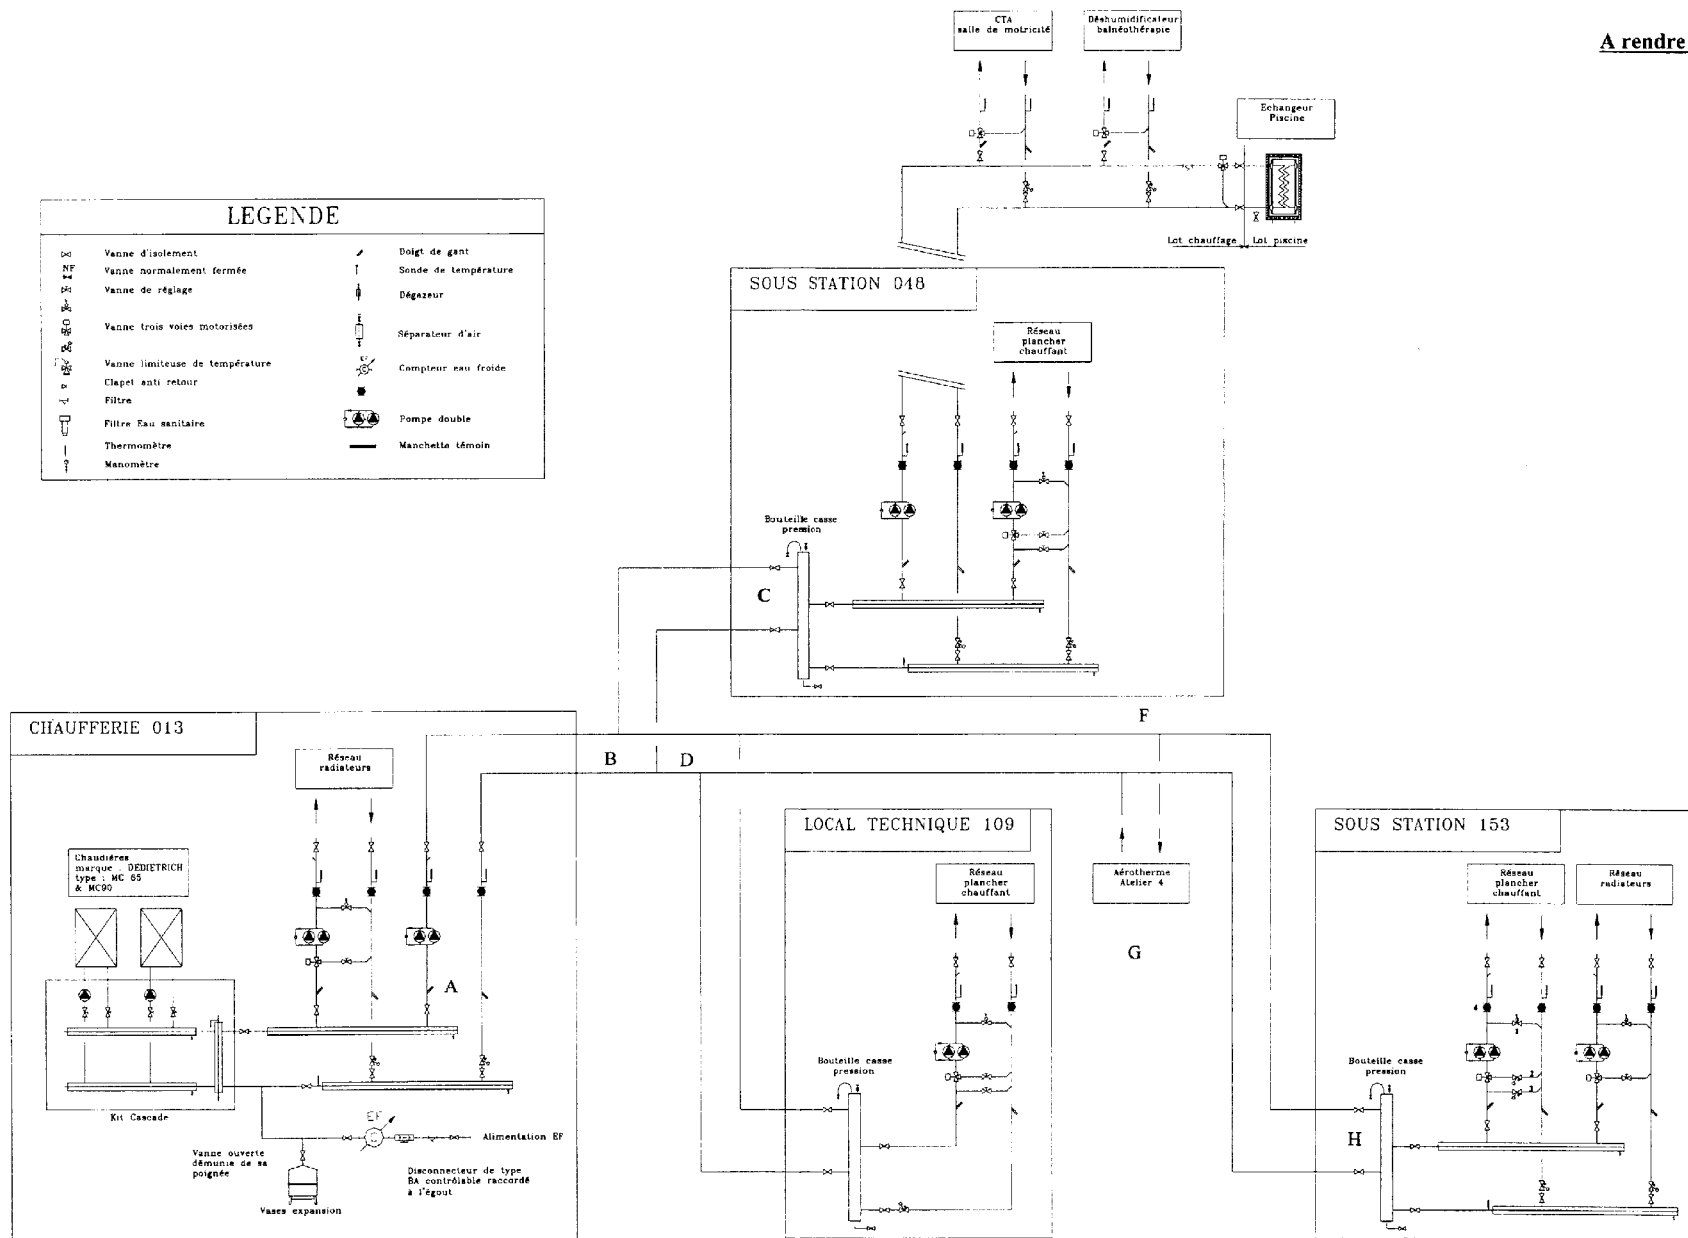 CTA
salle de motricité
Déshumidificateur
balnéothérapie
A rendre
Echangeur
Piscine
Lot chauffage
Lot piscine
LEGENDE
Vanne d'isolement
NF
Vanne normalement fermée
Vanne de réglage
Vanne trois voies motorisées
Vanne limiteuse de température
Clapet anti retour
Filtre
Filtre Eau sanitaire
Thermomètre
Manomètre
Doigt de gant
Sonde de température
Dégazeur
Séparateur d'air
EF
C
Compteur eau froide
Pompe double
Manchette témoin
SOUS STATION 048
Réseau
plancher
chauffant
Bouteille casse
pression
C
F
CHAUFFERIE 013
Réseau
radiateurs
B
D
Chaudières
marque : DEDIETRICH
type : MC 65
& MC90
A
Kit Cascade
EF
C
Alimentation EF
Vanne ouverte
démunie de sa
poignée
Disconnecteur de type
BA contrôlable raccordé
à l'égout
Vases expansion
LOCAL TECHNIQUE 109
Réseau
plancher
chauffant
Bouteille casse
pression
Aérotherme
Atelier 4
G
SOUS STATION 153
Réseau
plancher
chauffant
Réseau
radiateurs
4
1
2
3
Bouteille casse
pression
H